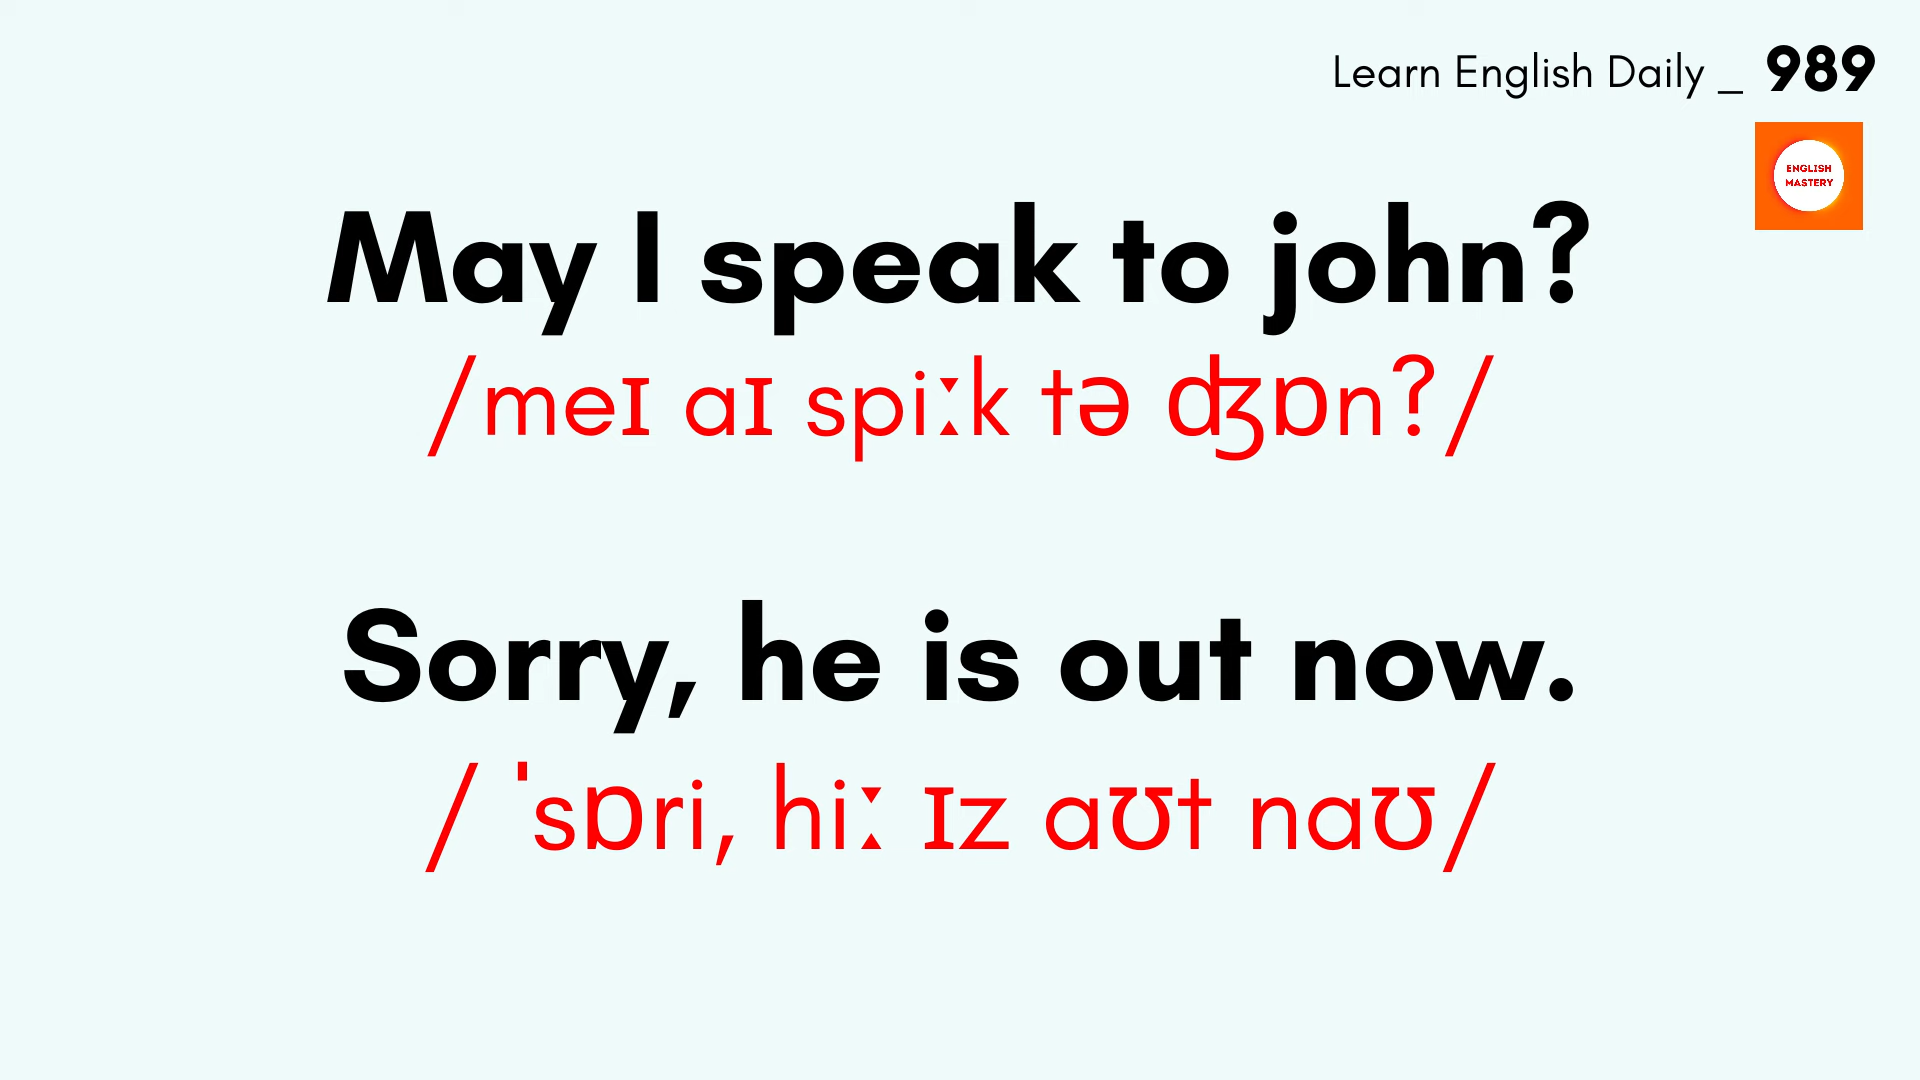 Learn English Daily _ 989
ENGLISH
MASTERY
May I speak to john?
/meɪ aɪ spiːk tə ʤɒn?/
Sorry, he is out now.
/ ˈsɒri, hiː ɪz aʊt naʊ/